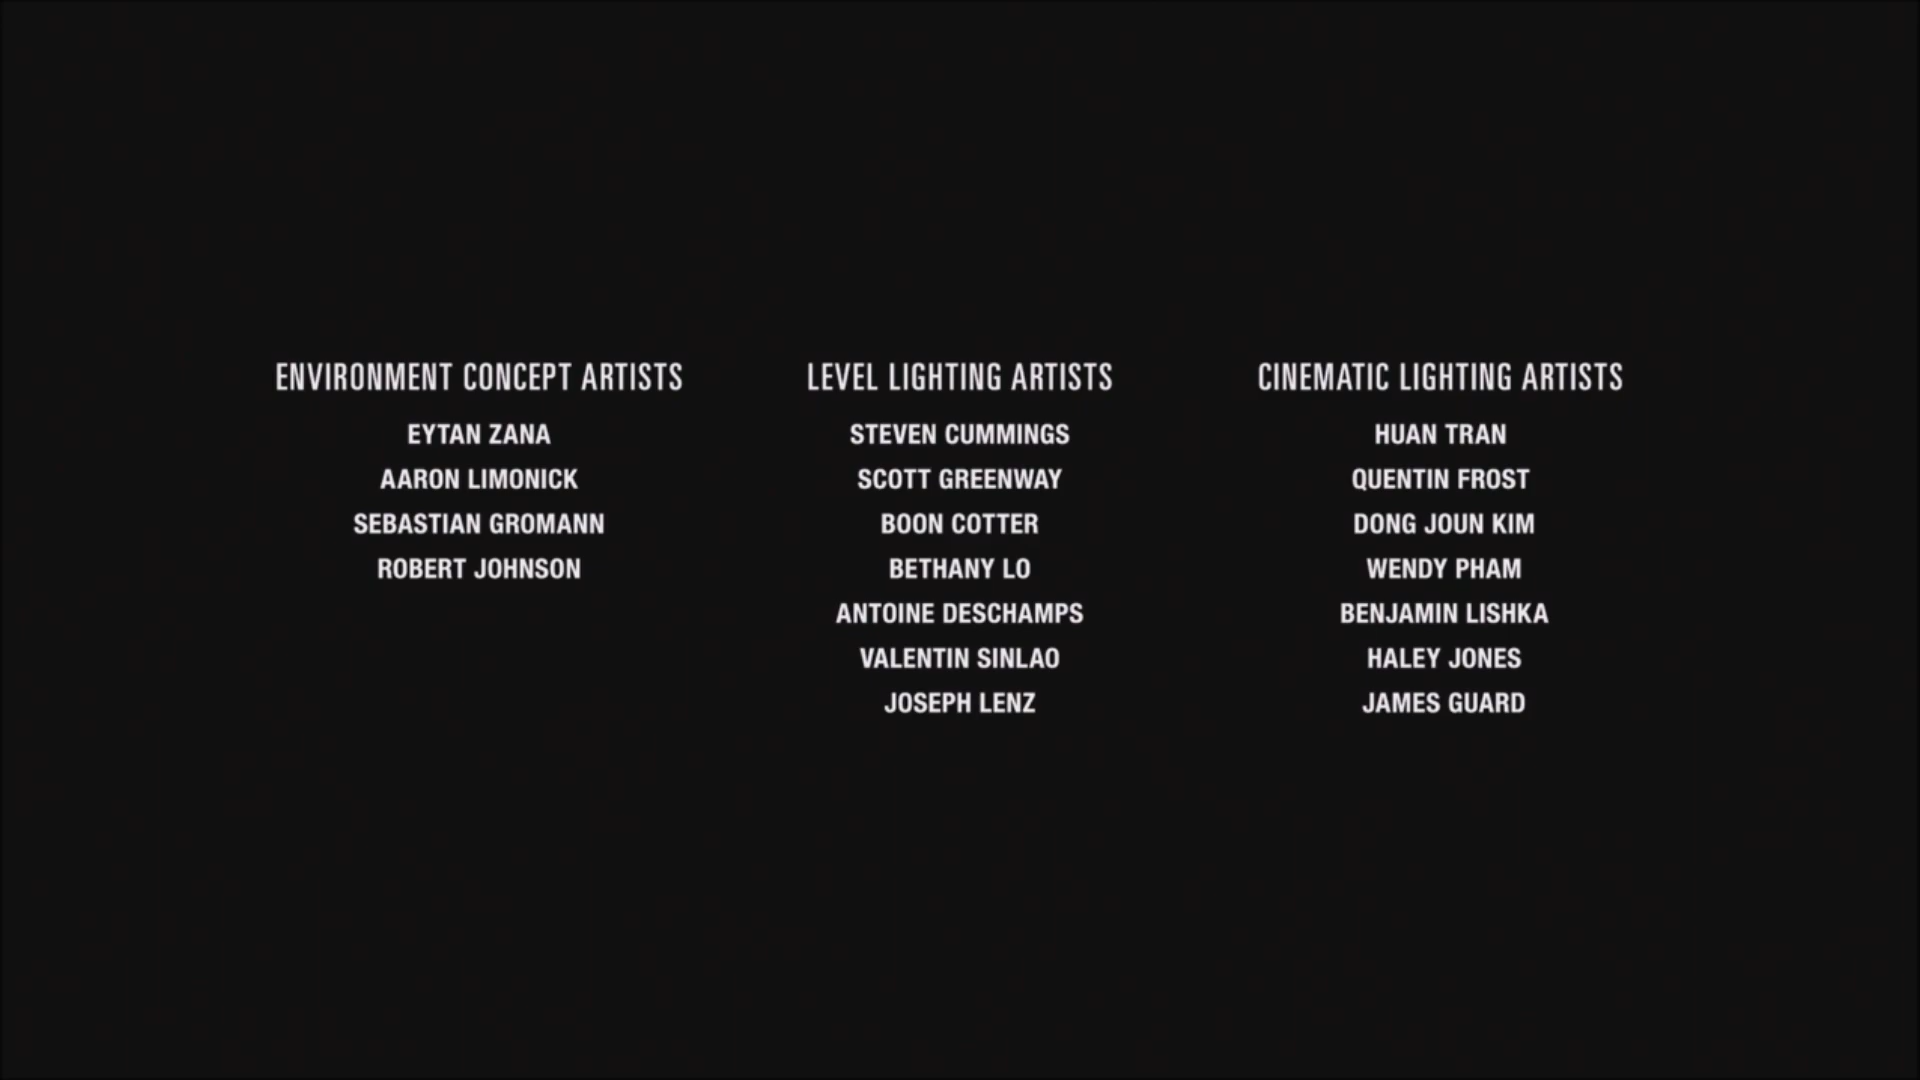 ENVIRONMENT CONCEPT ARTISTS
EYTAN ZANA
AARON LIMONICK
SEBASTIAN GROMANN
ROBERT JOHNSON
LEVEL LIGHTING ARTISTS
STEVEN CUMMINGS
SCOTT GREENWAY
BOON COTTER
BETHANY LO
ANTOINE DESCHAMPS
VALENTIN SINLAO
JOSEPH LENZ
CINEMATIC LIGHTING ARTISTS
HUAN TRAN
QUENTIN FROST
DONG JOUN KIM
WENDY PHAM
BENJAMIN LISHKA
HALEY JONES
JAMES GUARD